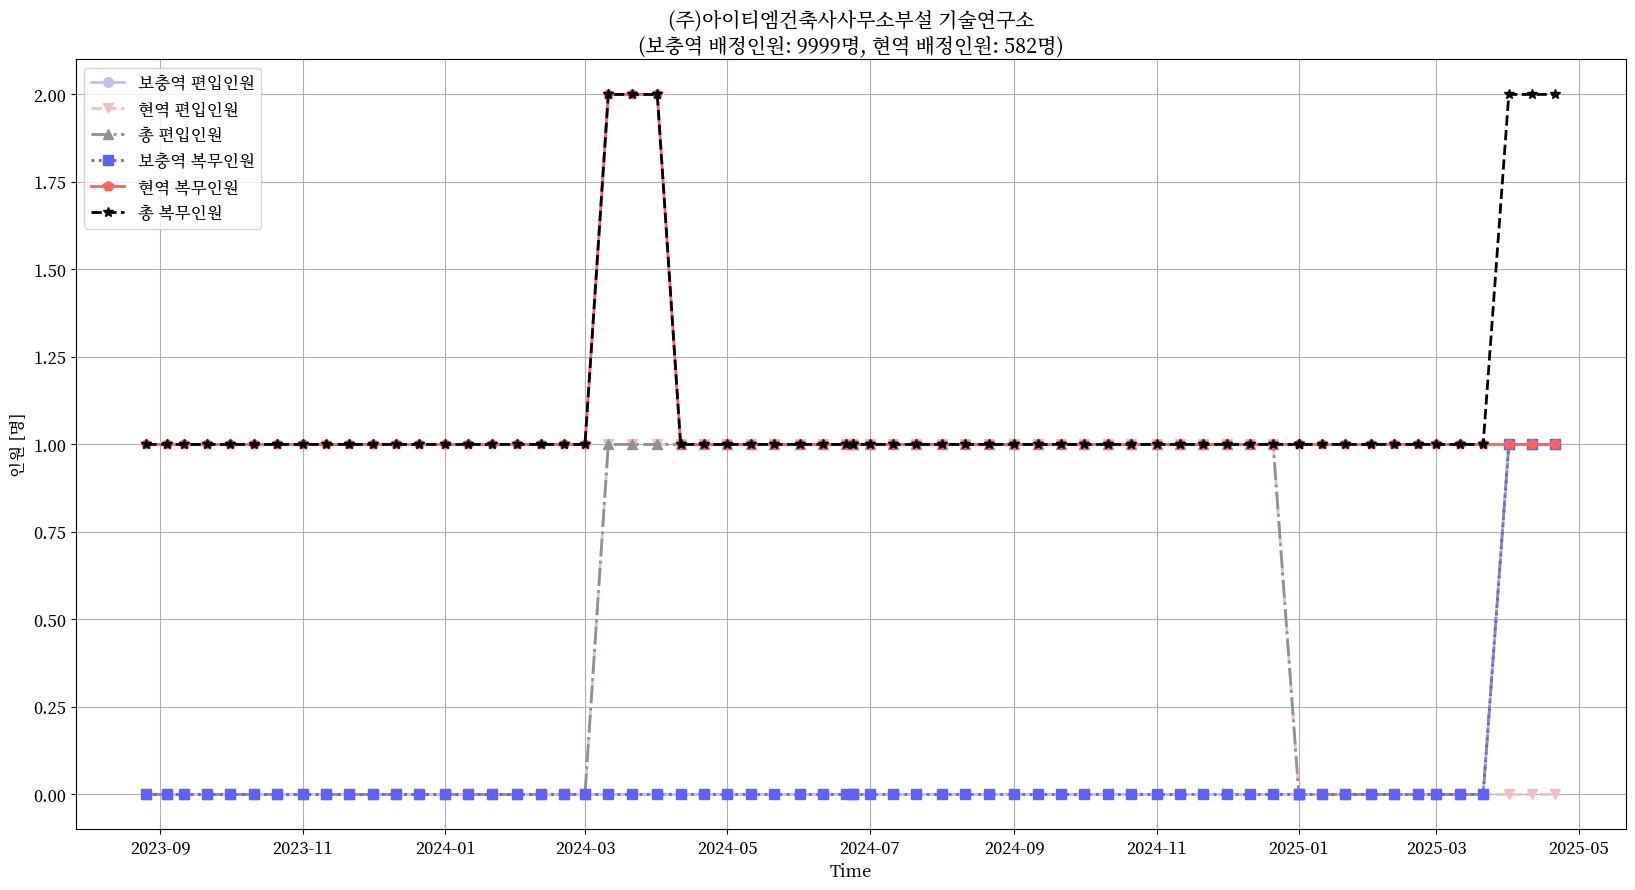 (주)아이티엠건축사사무소부설 기술연구소
(보충역 배정인원: 9999명, 현역 배정인원: 582명)
보충역 편입인원
현역 편입인원
총 편입인원
보충역 복무인원
현역 복무인원
총 복무인원
인원 [명]
2.00
1.75
1.50
1.25
1.00
0.75
0.50
0.25
0.00
2023-09
2023-11
2024-01
2024-03
2024-05
2024-07
2024-09
2024-11
2025-01
2025-03
2025-05
Time